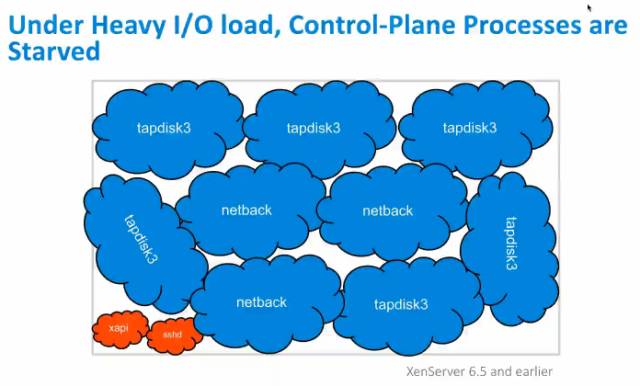 Under Heavy I/O load, Control-Plane Processes are
Starved
tapdisk3
tapdisk3
tapdisk3
tapdisk3
netback
netback
tapdisk3
netback
tapdisk3
xapi
sshd
XenServer 6.5 and earlier